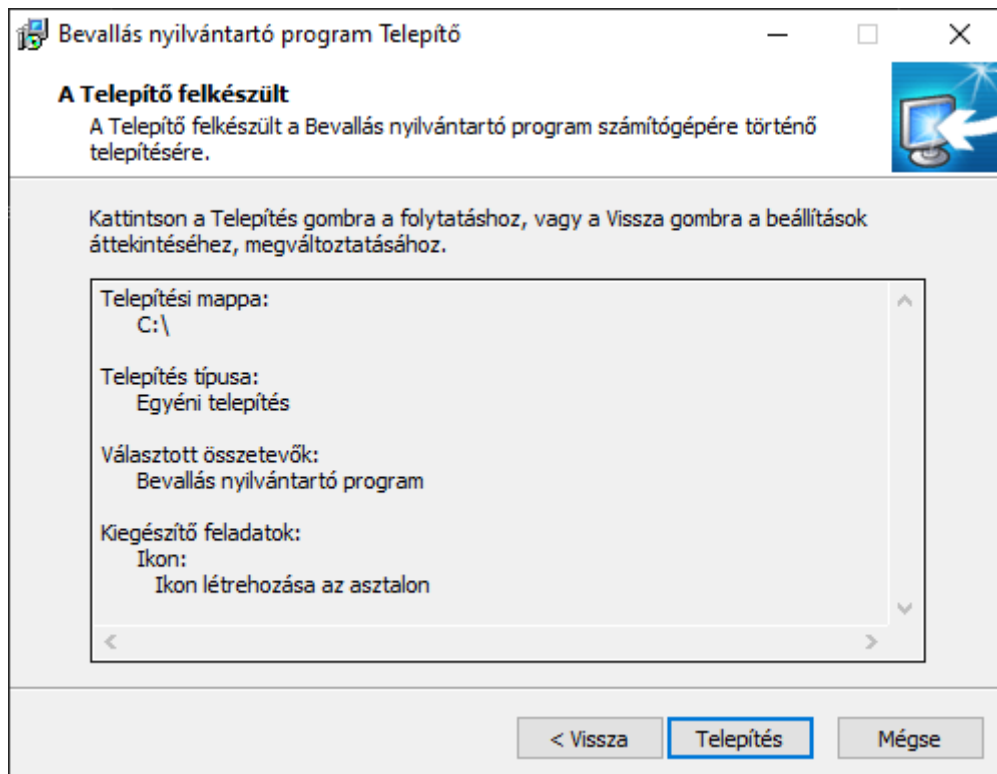 Bevallás nyilvántartó program Telepítő
A Telepítő felkészült
A Telepítő felkészült a Bevallás nyilvántartó program számítógépére történő
telepítésére.
Kattintson a Telepítés gombra a folytatáshoz, vagy a Vissza gombra a beállítások
áttekintéséhez, megváltoztatásához.
Telepítési mappa:
C:\
Telepítés típusa:
Egyéni telepítés
Választott összetevők:
Bevallás nyilvántartó program
Kiegészítő feladatok:
Ikon:
Ikon létrehozása az asztalon
< Vissza
Telepítés
Mégse